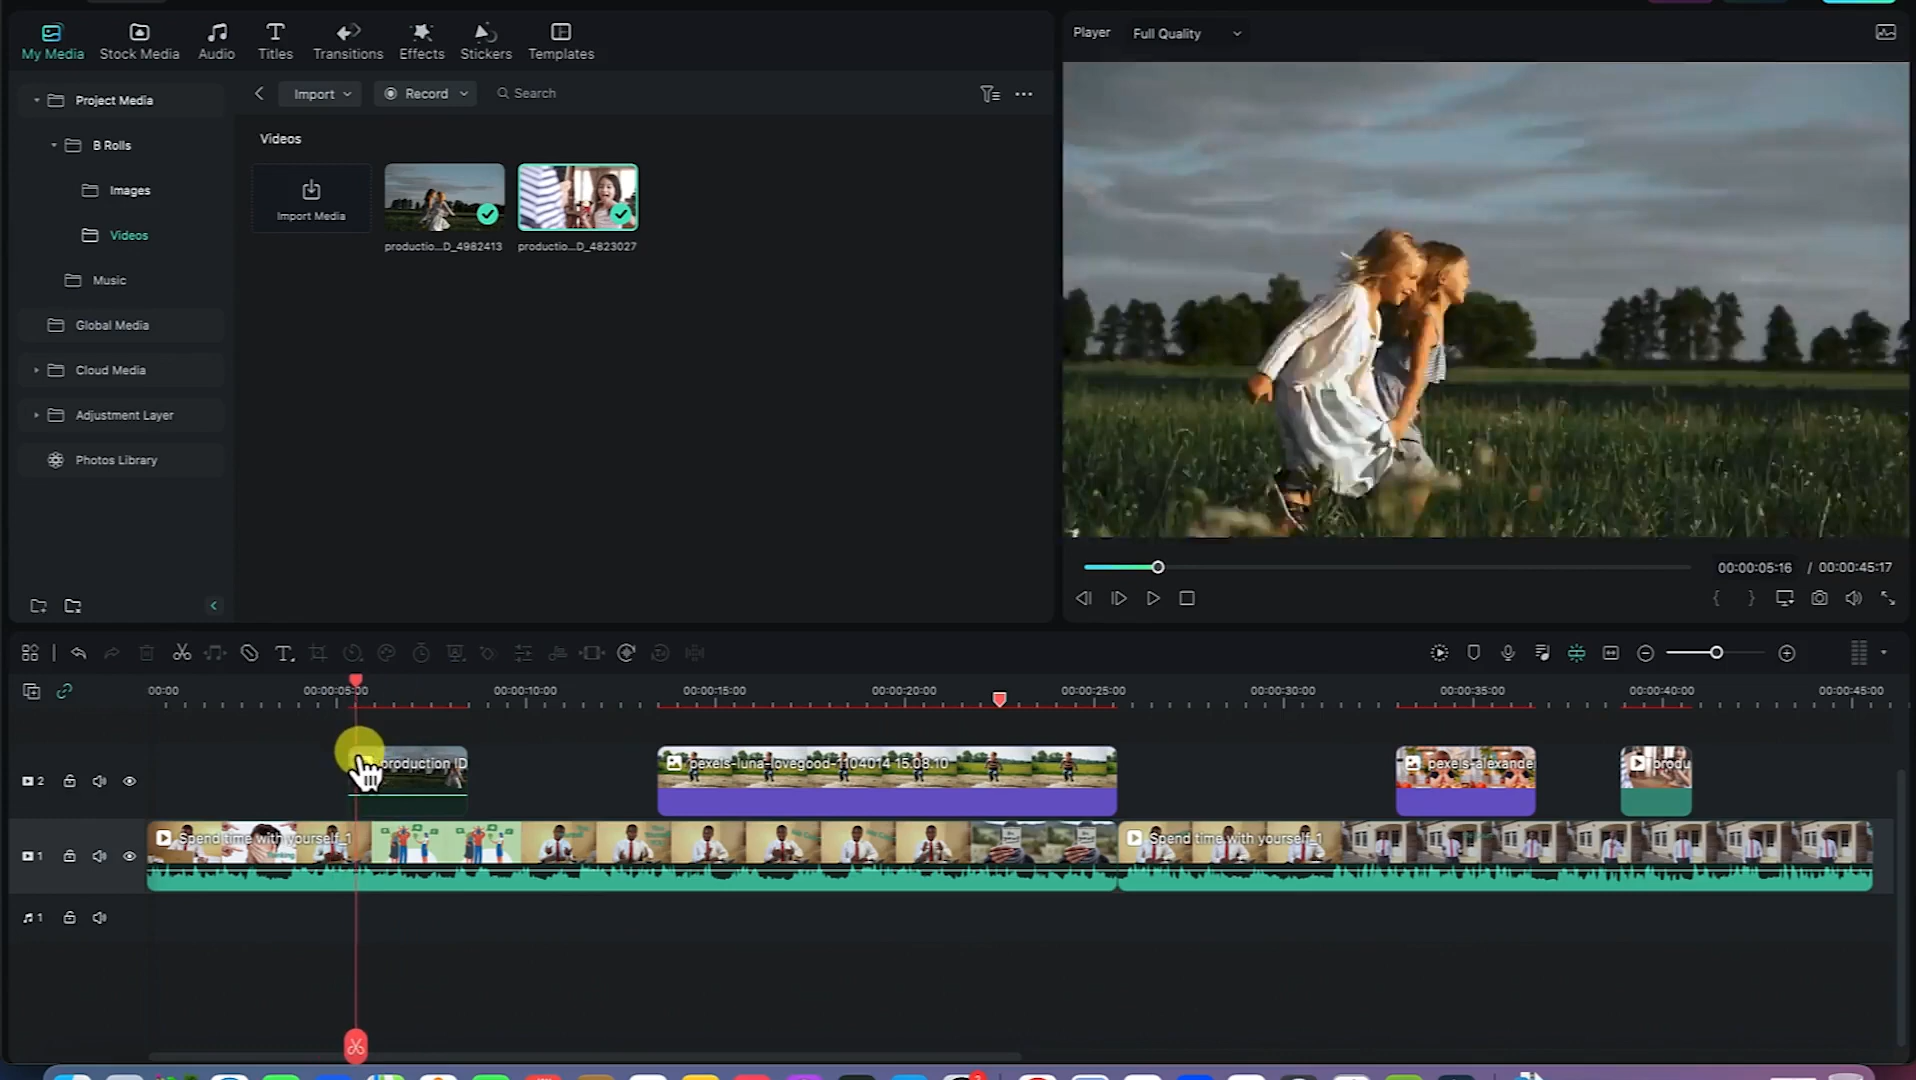 My Media Stock Media Audio Titles Transitions Effects Stickers Templates
Player Full Quality
Project Media
Import Record Search
B Rolls
Videos
Images
Import Media
Videos
productio...D_4982413 productio...D_4823027
Music
Global Media
Cloud Media
Adjustment Layer
Photos Library
00:00:05:16 / 00:00:45:17
{ }
00:00 00:00:05:00 00:00:10:00 00:00:15:00 00:00:20:00 00:00:25:00 00:00:30:00 00:00:35:00 00:00:40:00 00:00:45:00
2
production ID
pexels-luna-lovegood-1104014 15.08.10
pexels-alexande
produ
1
Spend time with yourself_1
Spend time with yourself_1
1